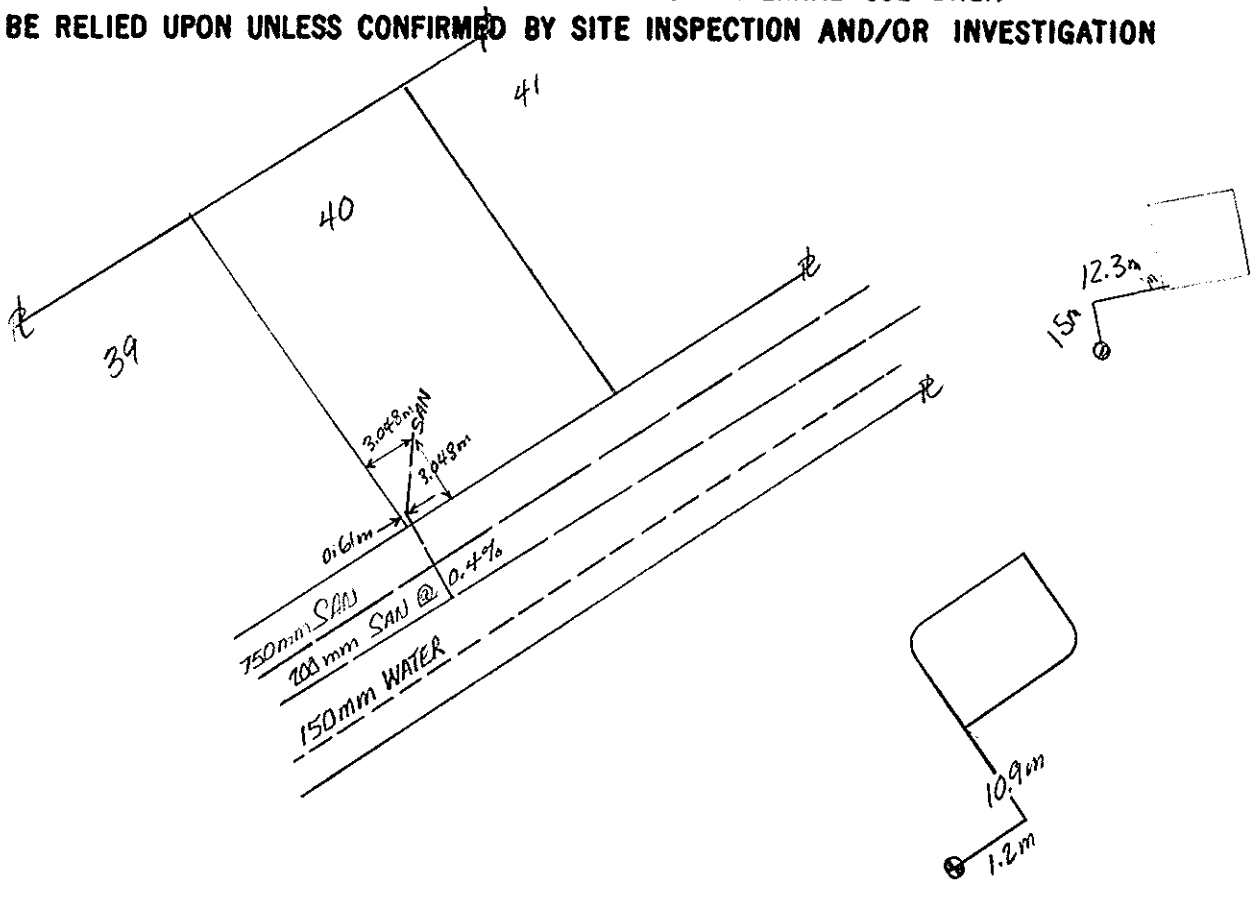 BE RELIED UPON UNLESS CONFIRMED BY SITE INSPECTION AND/OR INVESTIGATION
41
40
39
12.3m
15m
3.048m
SAN
3.048m
0.61m
750mm SAN
200mm SAN @ 0.4%
150mm WATER
10.9m
1.2m